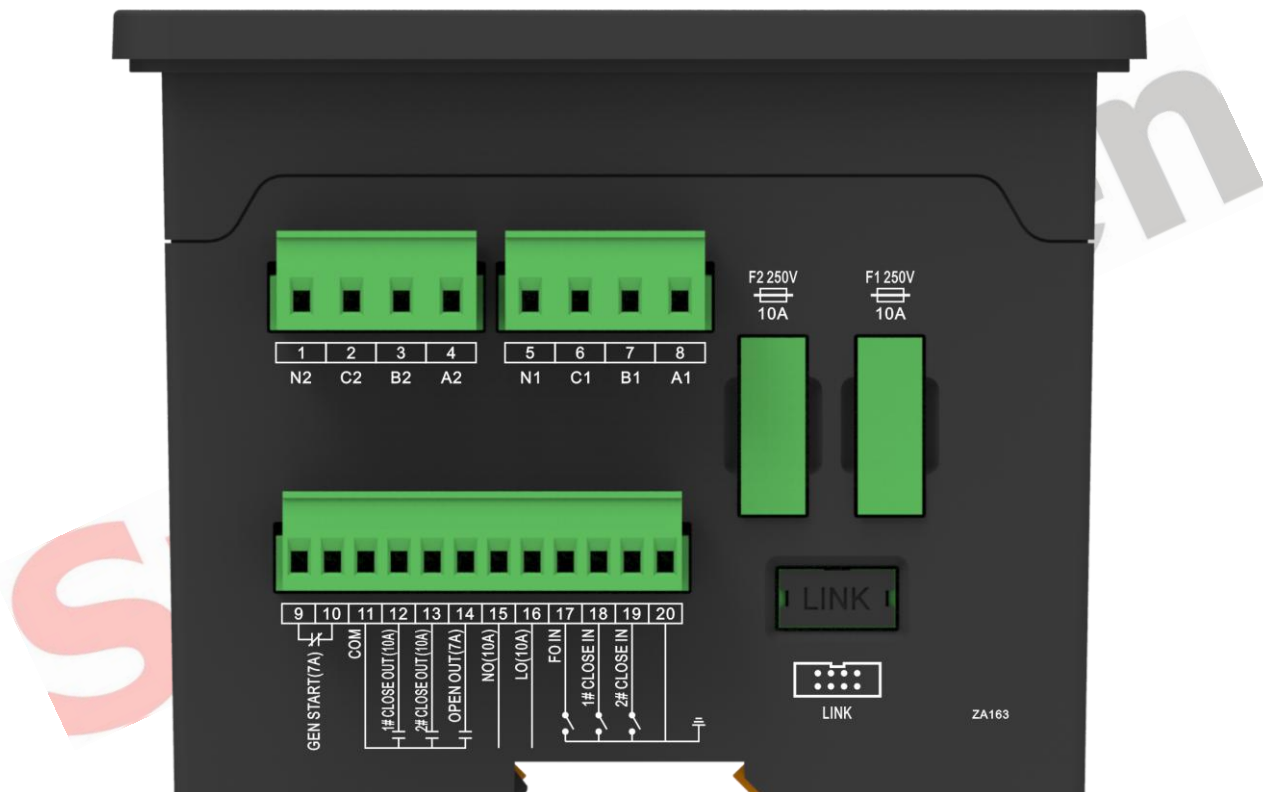 F2 250V
10A
F1 250V
10A
1 2 3 4
N2 C2 B2 A2
5 6 7 8
N1 C1 B1 A1
9 10 11 12 13 14 15 16 17 18 19 20
GEN START(7A)
COM
1# CLOSE OUT(10A)
2# CLOSE OUT(10A)
OPEN OUT(7A)
NO(10A)
LO(10A)
FO IN
1# CLOSE IN
2# CLOSE IN
LINK
LINK
ZA163